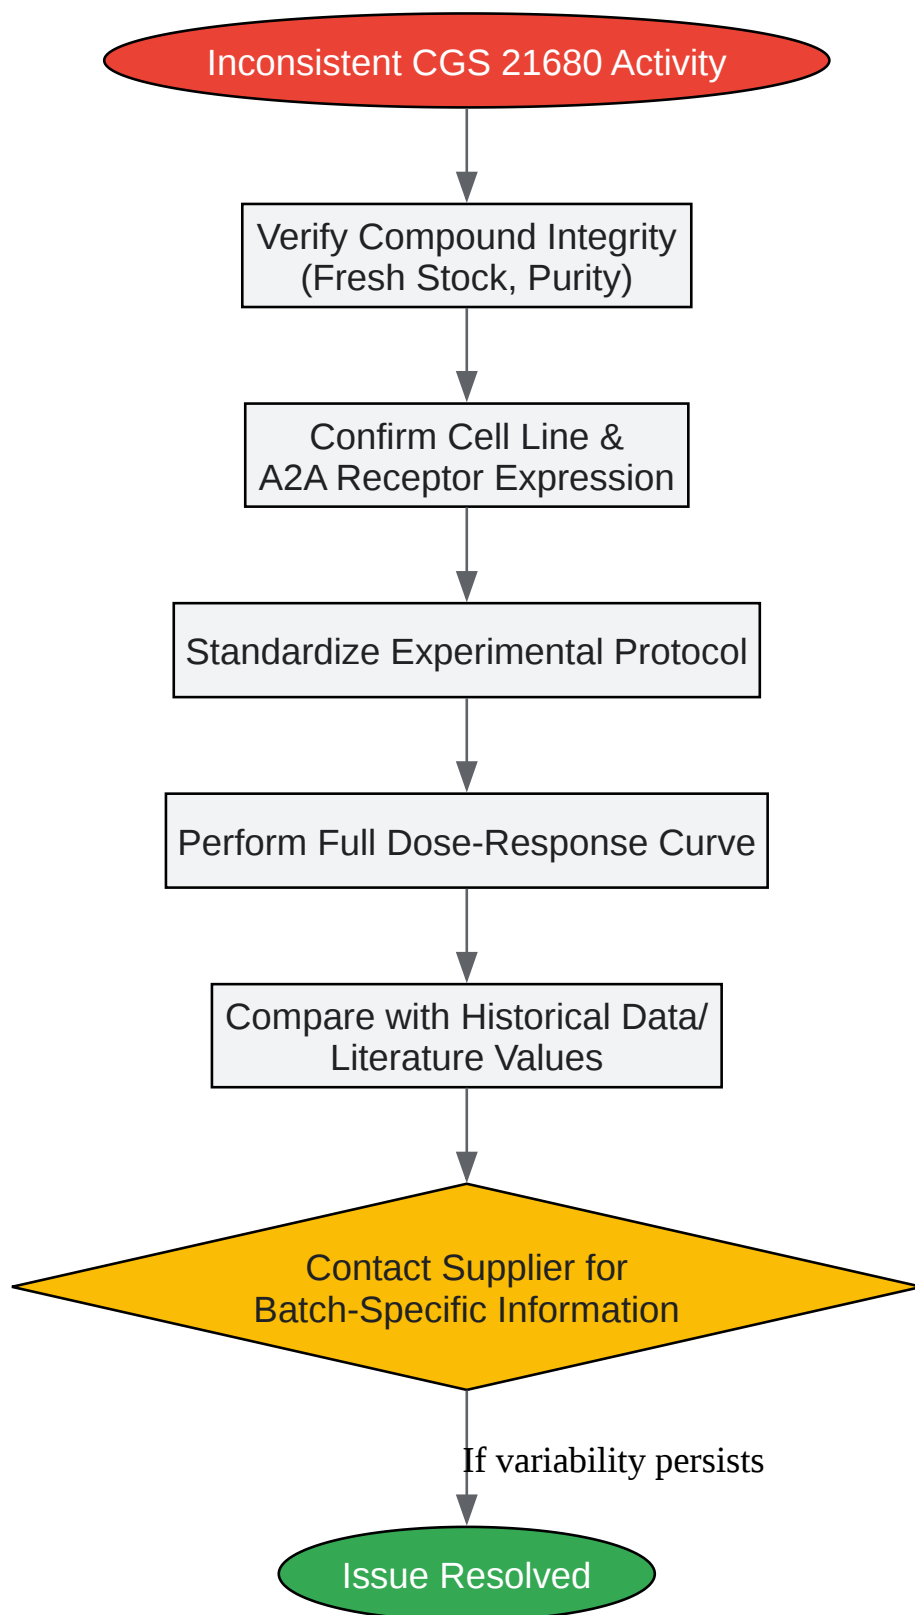 Inconsistent CGS 21680 Activity
Verify Compound Integrity
(Fresh Stock, Purity)
Confirm Cell Line &
A2A Receptor Expression
Standardize Experimental Protocol
Perform Full Dose-Response Curve
Compare with Historical Data/
Literature Values
Contact Supplier for
Batch-Specific Information
If variability persists
Issue Resolved